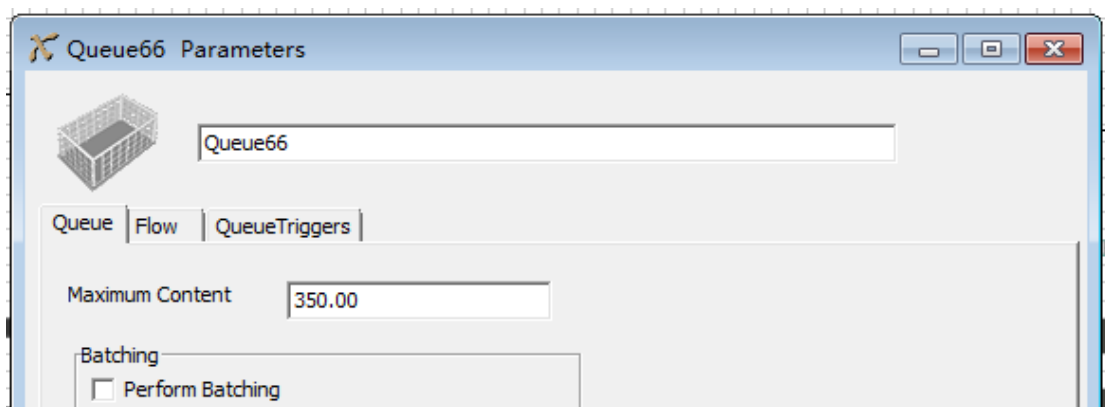 Queue66 Parameters
Queue66
Queue Flow QueueTriggers
Maximum Content 350.00
Batching
Perform Batching